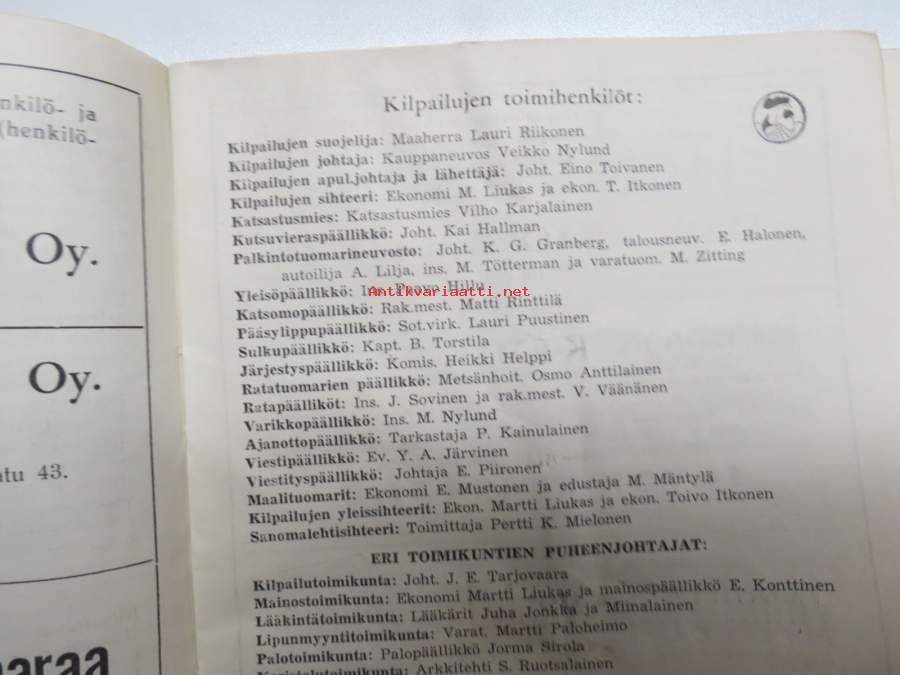 nkilö- ja
(henkilö-
Oy.
Oy.
tu 43.
araa
Kilpailujen toimihenkilöt:
Kilpailujen suojelija: Maaherra Lauri Riikonen
Kilpailujen johtaja: Kauppaneuvos Veikko Nylund
Kilpailujen apul.johtaja ja lähettäjä: Joht. Eino Toivanen
Kilpailujen sihteeri: Ekonomi M. Liukas ja ekon. T. Itkonen
Katsastusmies: Katsastusmies Vilho Karjalainen
Kutsuvieraspäällikkö: Joht. Kai Hallman
Palkintotuomarineuvosto: Joht. K. G. Granberg, talousneuv. E. Halonen,
autoilija A. Lilja, ins. M. Tötterman ja varatuom. M. Zitting
Yleisöpäällikkö: Ins. Paavo Hillu
Antikvariaatti.net
Katsomopäällikkö: Rak.mest. Matti Rinttilä
Pääsylippupäällikkö: Sot.virk. Lauri Puustinen
Sulkupäällikkö: Kapt. B. Torstila
Järjestyspäällikkö: Komis. Heikki Helppi
Ratatuomarien päällikkö: Metsänhoit. Osmo Anttilainen
Ratapäälliköt: Ins. J. Sovinen ja rak.mest. V. Väänänen
Varikkopäällikkö: Ins. M. Nylund
Ajanottopäällikkö: Tarkastaja P. Kainulainen
Viestipäällikkö: Ev. Y. A. Järvinen
Viestityspäällikkö: Johtaja E. Piironen
Maalituomarit: Ekonomi E. Mustonen ja edustaja M. Mäntylä
Kilpailujen yleissihteerit: Ekon. Martti Liukas ja ekon. Toivo Itkonen
Sanomalehtisihteeri: Toimittaja Pertti K. Mielonen
ERI TOIMIKUNTIEN PUHEENJOHTAJAT:
Kilpailutoimikunta: Joht. J. E. Tarjovaara
Mainostoimikunta: Ekonomi Martti Liukas ja mainospäällikkö E. Konttinen
Lääkintätoimikunta: Lääkärit Juha Jonkka ja Miinalainen
Lipunmyyntitoimikunta: Varat. Martti Paloheimo
Palotoimikunta: Palopäällikkö Jorma Sirola
Arkkitehti S. Ruotsalainen